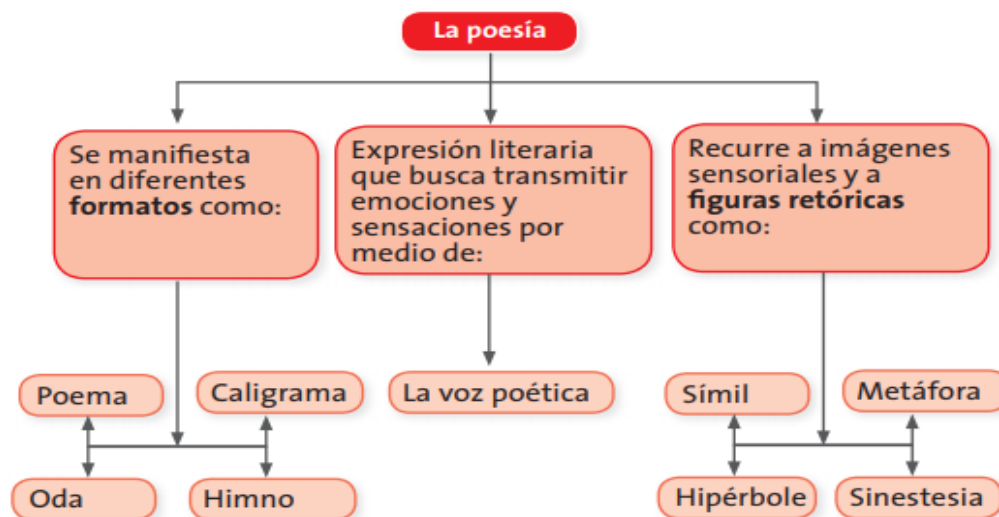 La poesía
Se manifiesta
en diferentes
formatos como:
Expresión literaria
que busca transmitir
emociones y
sensaciones por
medio de:
Recurre a imágenes
sensoriales y a
figuras retóricas
como:
Poema
Caligrama
Oda
Himno
La voz poética
Símil
Metáfora
Hipérbole
Sinestesia